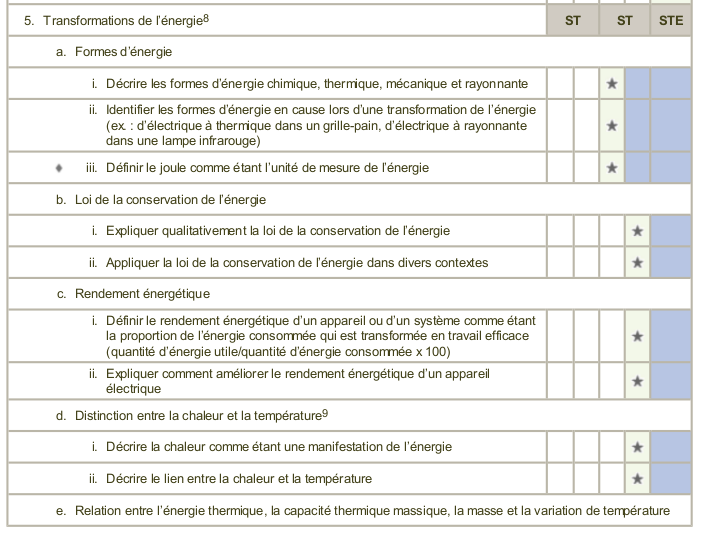 5. Transformations de l'énergie8 ST ST STE
a. Formes d'énergie
i. Décrire les formes d'énergie chimique, thermique, mécanique et rayonnante ★
ii. Identifier les formes d'énergie en cause lors d'une transformation de l'énergie
(ex. : d'électrique à thermique dans un grille-pain, d'électrique à rayonnante ★
dans une lampe infrarouge)
♦ iii. Définir le joule comme étant l'unité de mesure de l'énergie ★
b. Loi de la conservation de l'énergie
i. Expliquer qualitativement la loi de la conservation de l'énergie ★
ii. Appliquer la loi de la conservation de l'énergie dans divers contextes ★
c. Rendement énergétique
i. Définir le rendement énergétique d'un appareil ou d'un système comme étant
la proportion de l'énergie consommée qui est transformée en travail efficace ★
(quantité d'énergie utile/quantité d'énergie consommée x 100)
ii. Expliquer comment améliorer le rendement énergétique d'un appareil ★
électrique
d. Distinction entre la chaleur et la température9
i. Décrire la chaleur comme étant une manifestation de l'énergie ★
ii. Décrire le lien entre la chaleur et la température ★
e. Relation entre l'énergie thermique, la capacité thermique massique, la masse et la variation de température